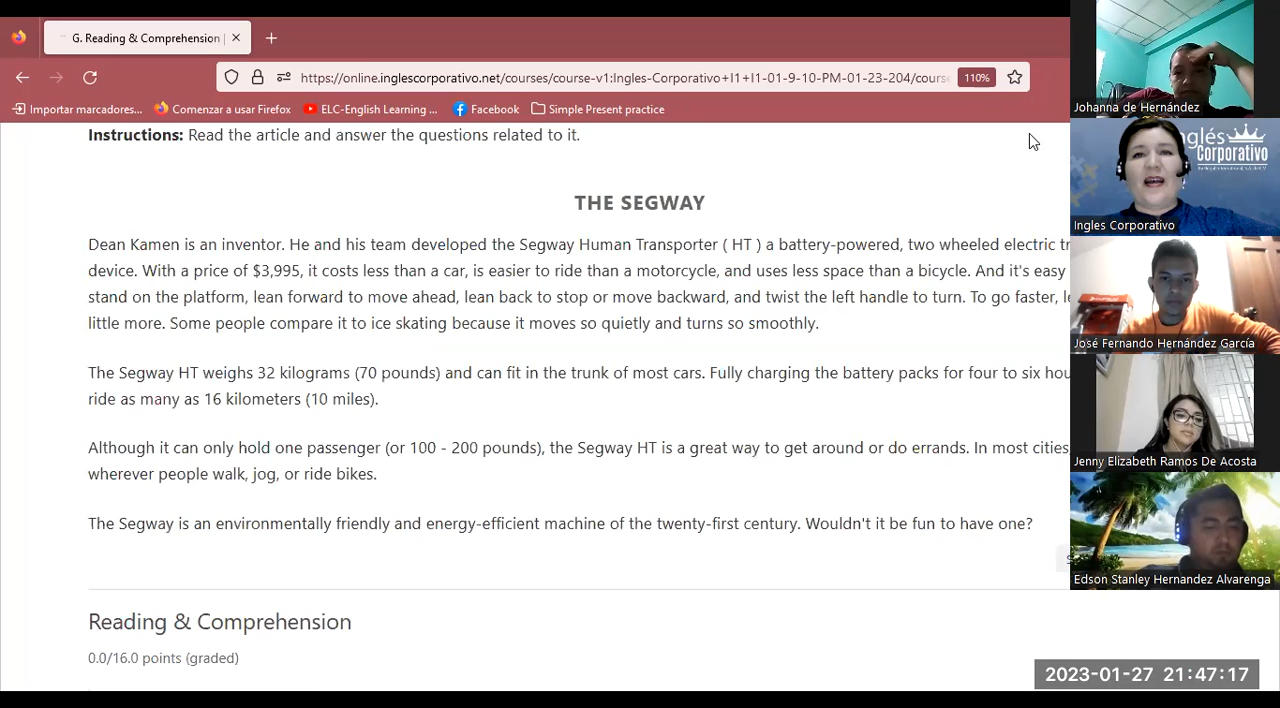 G. Reading & Comprehension |
https://online.inglescorporativo.net/courses/course-v1:Ingles-Corporativo+I1+I1-01-9-10-PM-01-23-204/course
110%
Importar marcadores... Comenzar a usar Firefox ELC-English Learning ... Facebook Simple Present practice
Instructions: Read the article and answer the questions related to it.
THE SEGWAY
Dean Kamen is an inventor. He and his team developed the Segway Human Transporter ( HT ) a battery-powered, two wheeled electric
device. With a price of $3,995, it costs less than a car, is easier to ride than a motorcycle, and uses less space than a bicycle. And it's easy
stand on the platform, lean forward to move ahead, lean back to stop or move backward, and twist the left handle to turn. To go faster,
little more. Some people compare it to ice skating because it moves so quietly and turns so smoothly.
The Segway HT weighs 32 kilograms (70 pounds) and can fit in the trunk of most cars. Fully charging the battery packs for four to six
ride as many as 16 kilometers (10 miles).
Although it can only hold one passenger (or 100 - 200 pounds), the Segway HT is a great way to get around or do errands. In most cities,
wherever people walk, jog, or ride bikes.
The Segway is an environmentally friendly and energy-efficient machine of the twenty-first century. Wouldn't it be fun to have one?
Reading & Comprehension
0.0/16.0 points (graded)
Johanna de Hernández
Inglés
Corporativo
Ingles Corporativo
José Fernando Hernández García
Jenny Elizabeth Ramos De Acosta
Edson Stanley Hernandez Alvarenga
2023-01-27 21:47:17